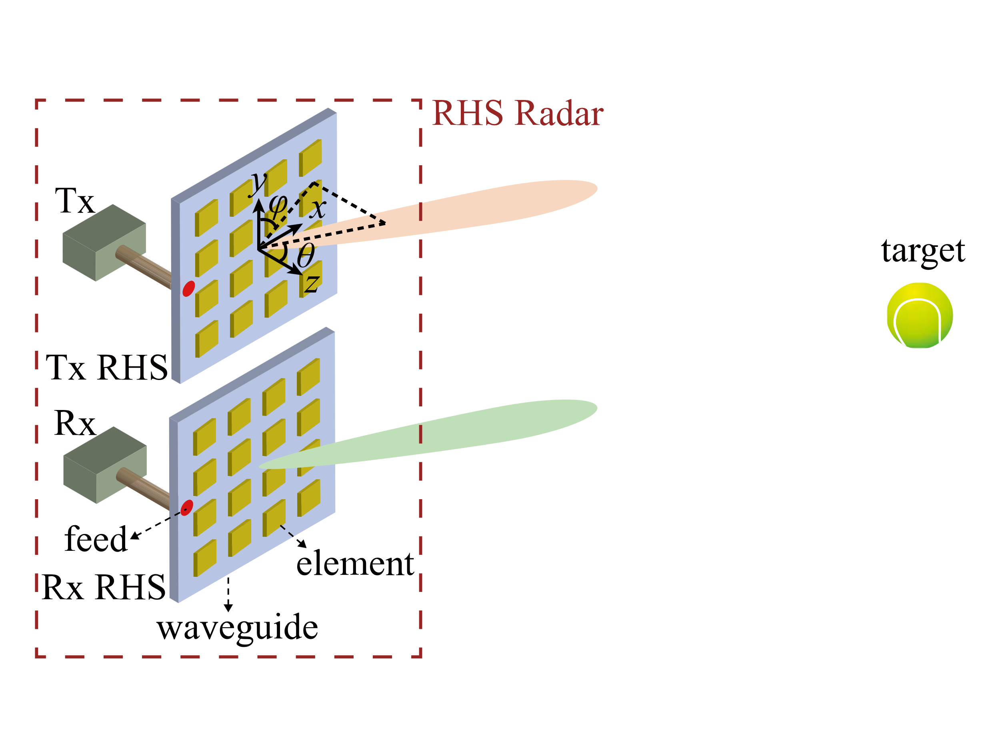 RHS Radar
Tx
y
φ
x
θ
z
target
Tx RHS
Rx
feed
element
Rx RHS
waveguide